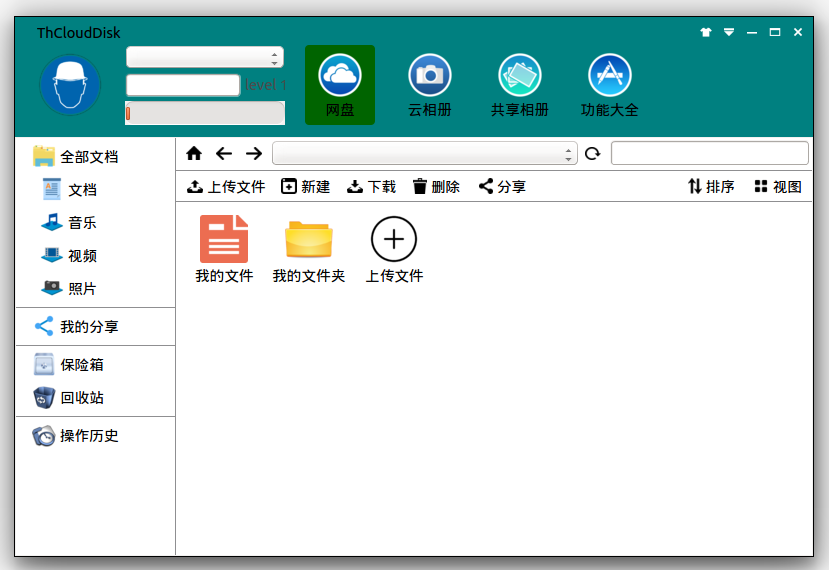 ThCloudDisk
level 1
网盘
云相册
共享相册
功能大全
全部文档
文档
音乐
视频
照片
我的分享
保险箱
回收站
操作历史
上传文件 新建 下载 删除 分享 排序 视图
我的文件 我的文件夹 上传文件